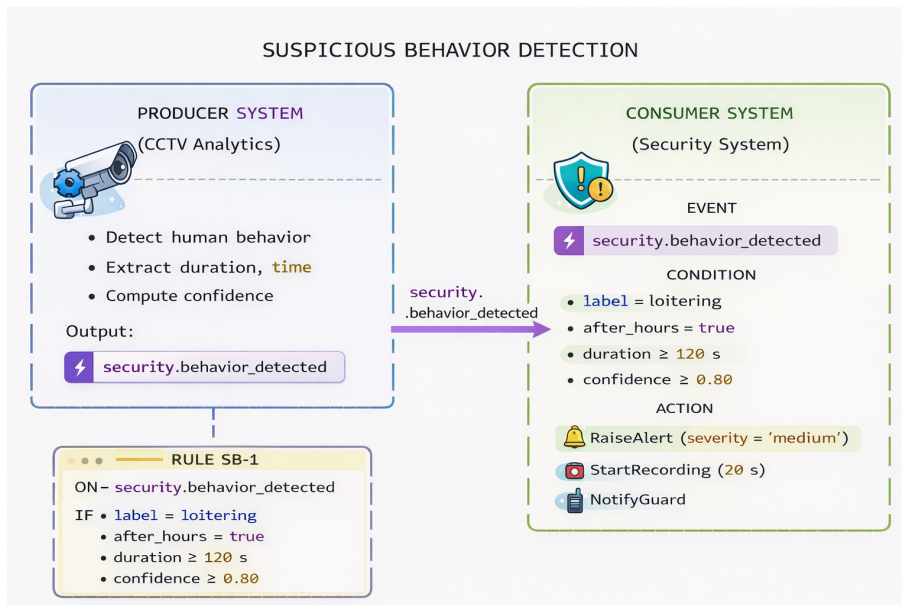 SUSPICIOUS BEHAVIOR DETECTION
PRODUCER SYSTEM
(CCTV Analytics)
• Detect human behavior
• Extract duration, time
• Compute confidence
Output:
security.behavior_detected
RULE SB-1
ON– security.behavior_detected
IF • label = loitering
• after_hours = true
• duration ≥ 120 s
• confidence ≥ 0.80
security.
.behavior_detected
CONSUMER SYSTEM
(Security System)
EVENT
security.behavior_detected
CONDITION
• label = loitering
• after_hours = true
• duration ≥ 120 s
• confidence ≥ 0.80
ACTION
RaiseAlert (severity = ‘medium’)
StartRecording (20 s)
NotifyGuard